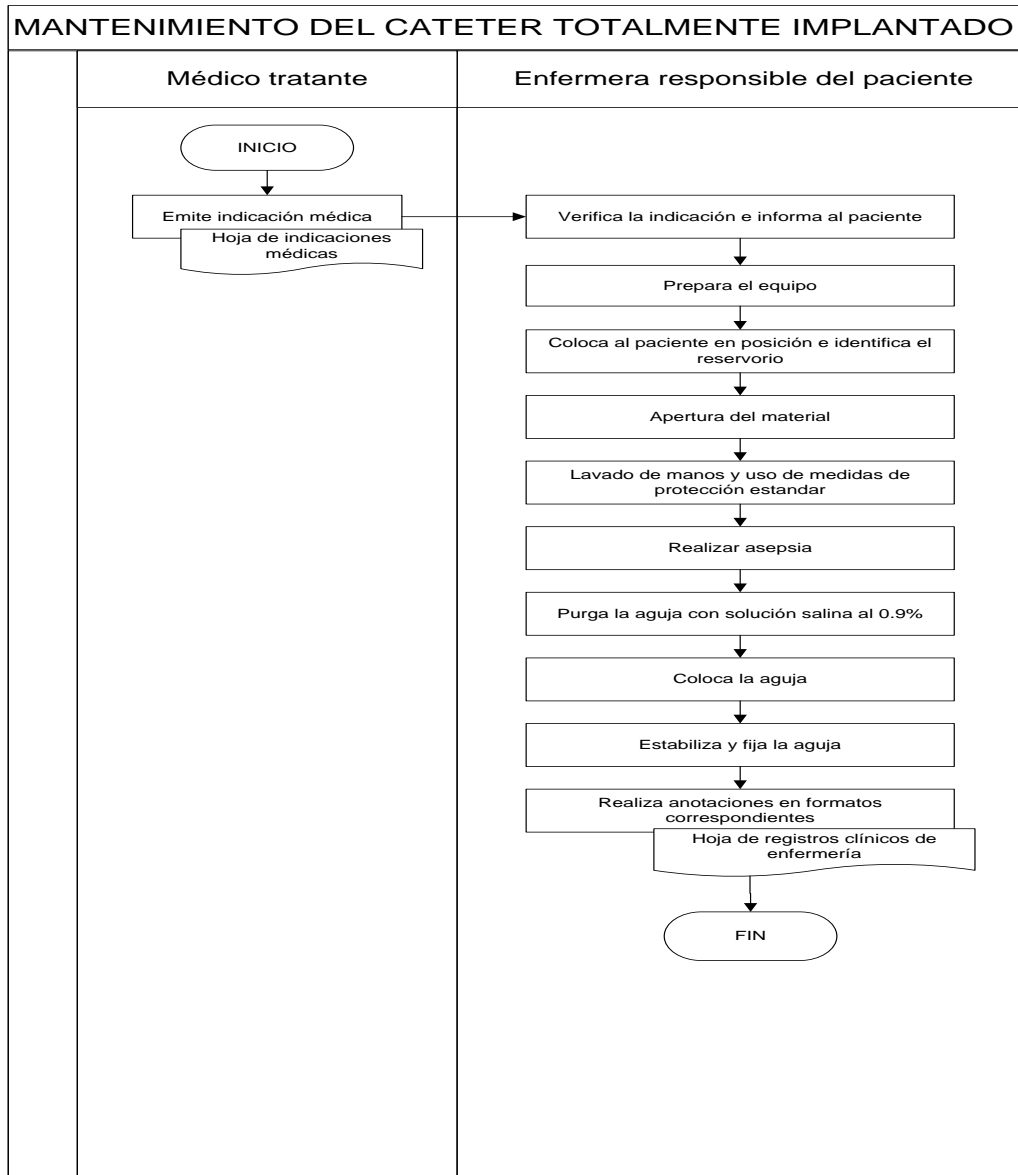 MANTENIMIENTO DEL CATETER TOTALMENTE IMPLANTADO
Médico tratante
Enfermera responsible del paciente
INICIO
Emite indicación médica
Hoja de indicaciones
médicas
Verifica la indicación e informa al paciente
Prepara el equipo
Coloca al paciente en posición e identifica el
reservorio
Apertura del material
Lavado de manos y uso de medidas de
protección estandar
Realizar asepsia
Purga la aguja con solución salina al 0.9%
Coloca la aguja
Estabiliza y fija la aguja
Realiza anotaciones en formatos
correspondientes
Hoja de registros clínicos de
enfermería
FIN